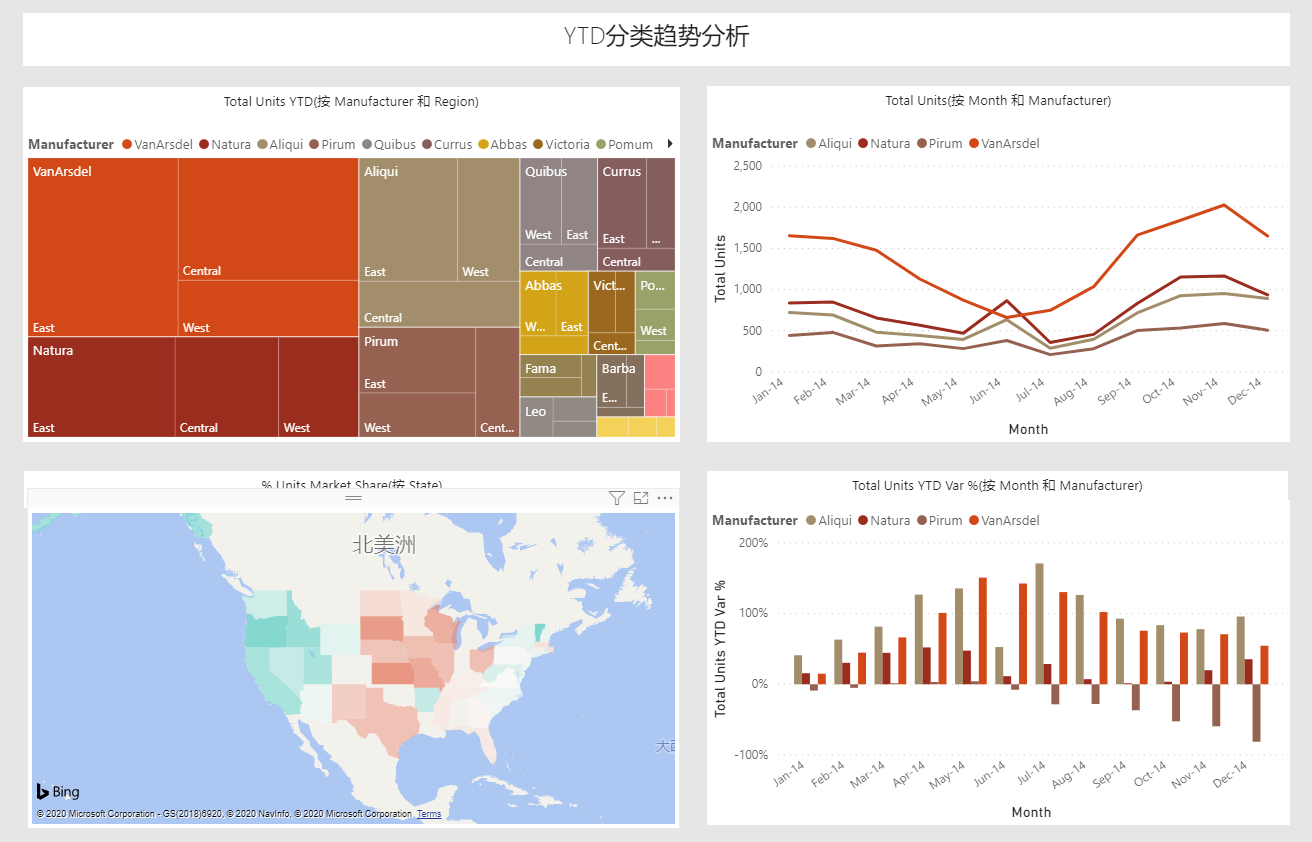 YTD分类趋势分析
Total Units YTD(按 Manufacturer 和 Region)
Manufacturer VanArsdel Natura Aliqui Pirum Quibus Currus Abbas Victoria Pomum
VanArsdel
Central
East
West
Natura
East
Central
West
Aliqui
East
West
Central
Pirum
East
West
Cent...
Quibus
West
East
Central
Currus
East
...
Central
Abbas
W...
East
Vict...
Cent...
Po...
West
Fama
Leo
Barba
E...
Total Units(按 Month 和 Manufacturer)
Manufacturer Aliqui Natura Pirum VanArsdel
Total Units
2,500
2,000
1,500
1,000
500
0
Jan-14 Feb-14 Mar-14 Apr-14 May-14 Jun-14 Jul-14 Aug-14 Sep-14 Oct-14 Nov-14 Dec-14
Month
% Units Market Share(按 State)
北美洲
大西
Bing
© 2020 Microsoft Corporation - GS(2018)6920, © 2020 NavInfo, © 2020 Microsoft Corporation Terms
Total Units YTD Var %(按 Month 和 Manufacturer)
Manufacturer Aliqui Natura Pirum VanArsdel
Total Units YTD Var %
200%
100%
0%
-100%
Jan-14 Feb-14 Mar-14 Apr-14 May-14 Jun-14 Jul-14 Aug-14 Sep-14 Oct-14 Nov-14 Dec-14
Month